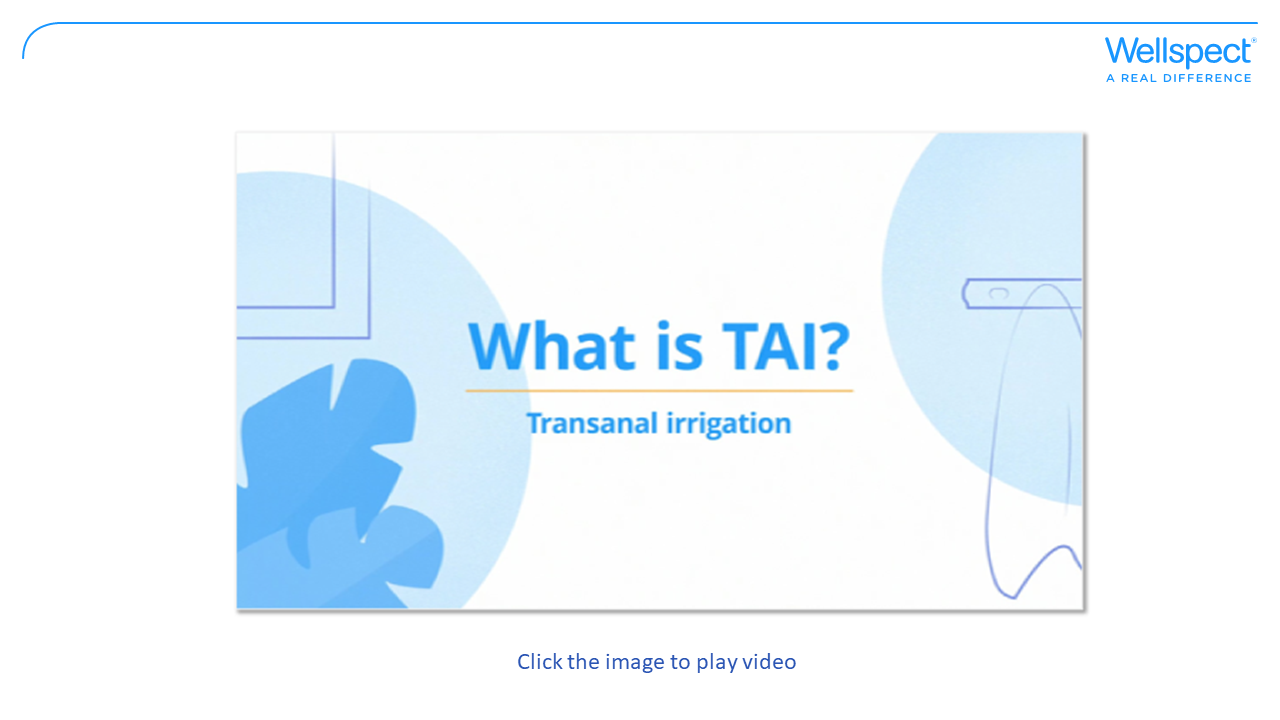 Wellspect®
A REAL DIFFERENCE
What is TAI?
Transanal irrigation
Click the image to play video